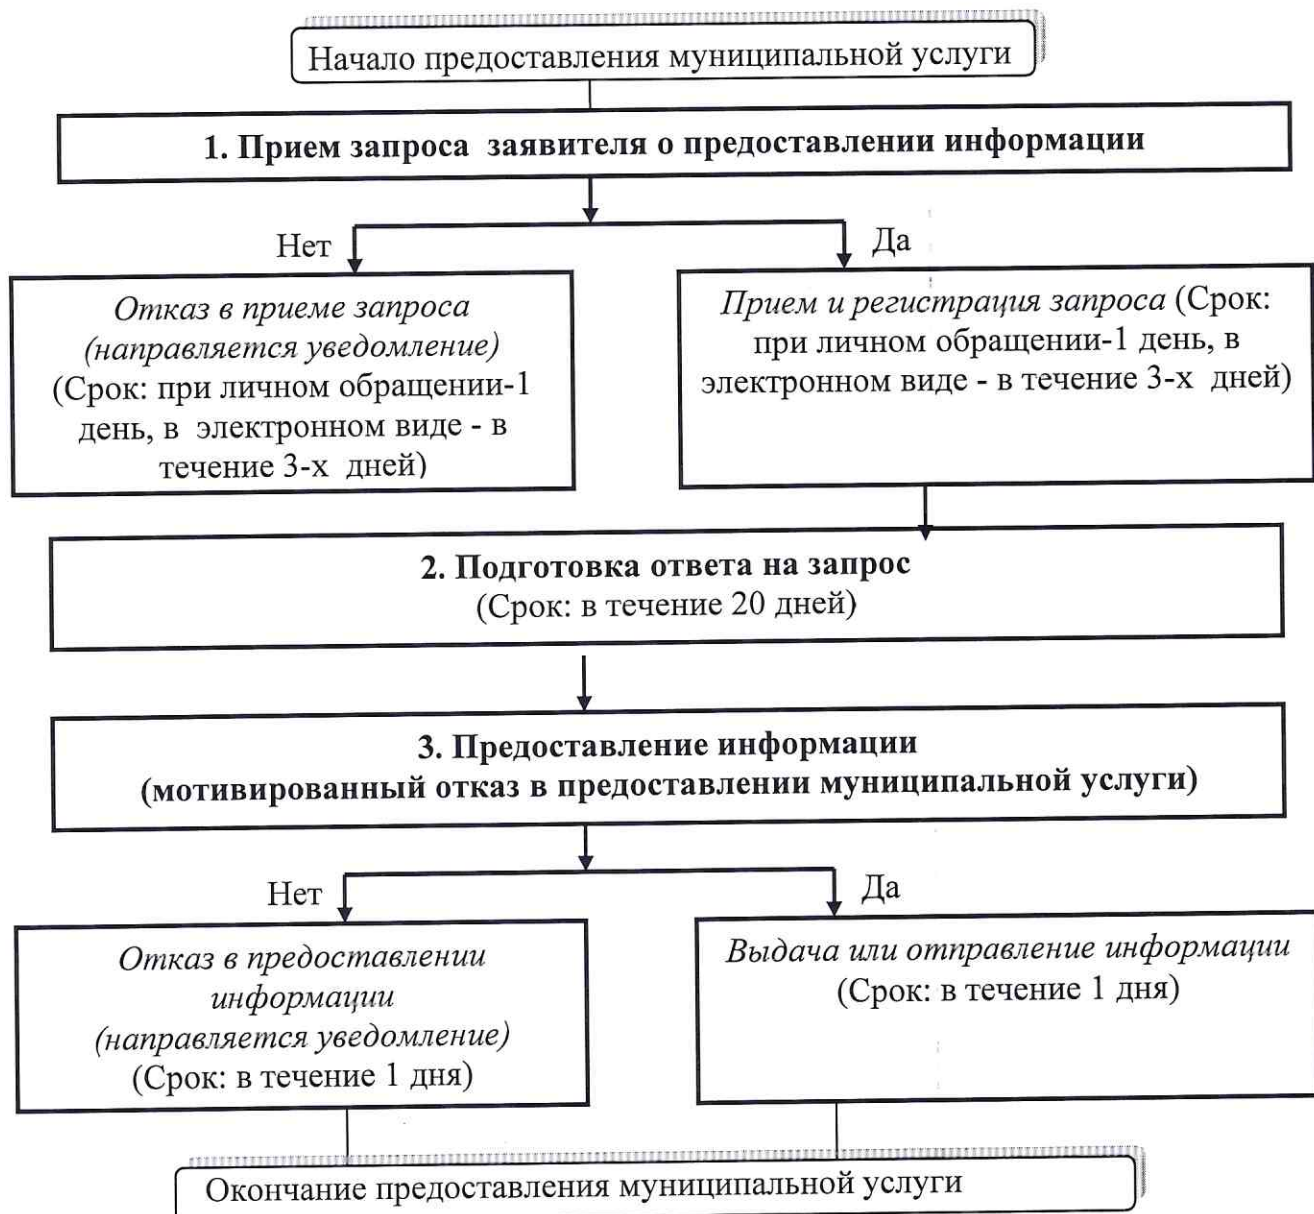 Начало предоставления муниципальной услуги
1. Прием запроса заявителя о предоставлении информации
Нет
Да
Отказ в приеме запроса
(направляется уведомление)
(Срок: при личном обращении-1
день, в электронном виде - в
течение 3-х дней)
Прием и регистрация запроса (Срок:
при личном обращении-1 день, в
электронном виде - в течение 3-х дней)
2. Подготовка ответа на запрос
(Срок: в течение 20 дней)
3. Предоставление информации
(мотивированный отказ в предоставлении муниципальной услуги)
Нет
Да
Отказ в предоставлении
информации
(направляется уведомление)
(Срок: в течение 1 дня)
Выдача или отправление информации
(Срок: в течение 1 дня)
Окончание предоставления муниципальной услуги